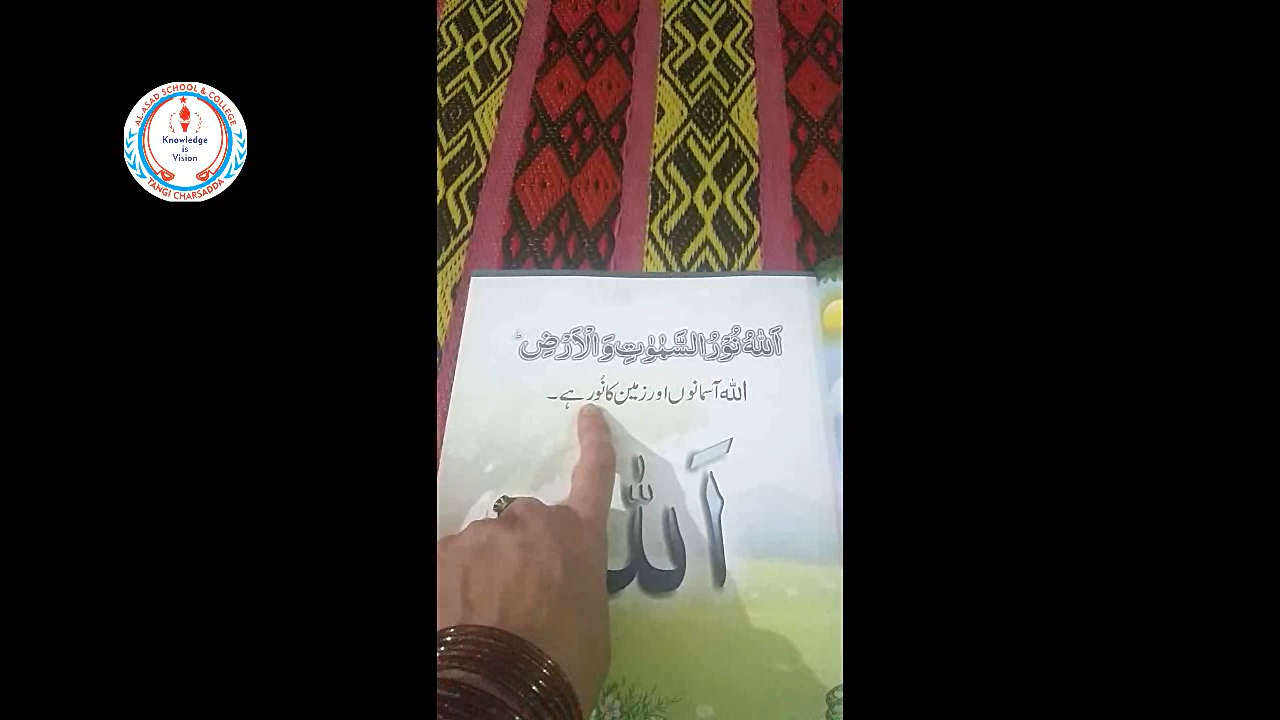 AL-ASAD SCHOOL & COLLEGE
Knowledge
is
Vision
TANGI CHARSADDA
اَللّٰهُ نُوْرُ السَّمٰوٰتِ وَالْاَرْضِ ؕ
اللہ آسمانوں اور زمین کا نُور ہے۔
اَللّٰ